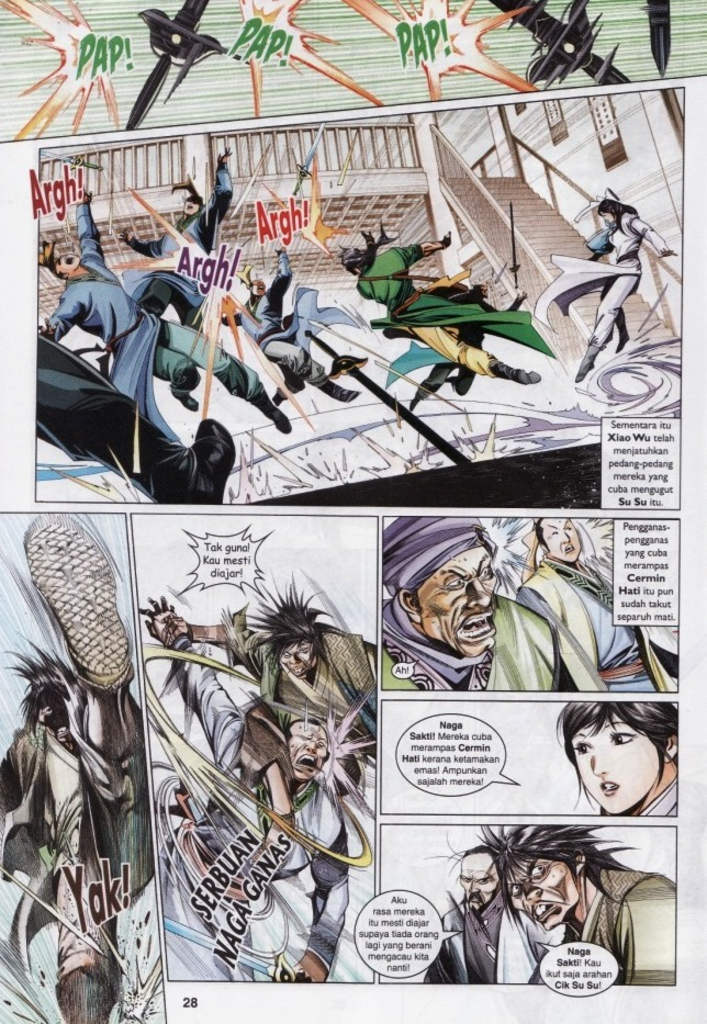 PAP!
PAP!
PAP!
Argh!
Argh!
Argh!
Sementara itu
Xiao Wu telah
menjatuhkan
pedang-pedang
mereka yang
cuba mengugut
Su Su itu.
Yak!
Tak guna!
Kau mesti
diajar!
SERBUAN
NAGA GANAS
Pengganas-
pengganas
yang cuba
merampas
Cermin
Hati itu pun
sudah takut
separuh mati.
Ah!
Naga
Sakti! Mereka cuba
merampas Cermin
Hati kerana ketamakan
emas! Ampunkan
sajalah mereka!
Aku
rasa mereka
itu mesti diajar
supaya tiada orang
lagi yang berani
mengacau kita
nanti!
Naga
Sakti! Kau
ikut saja arahan
Cik Su Su!
28